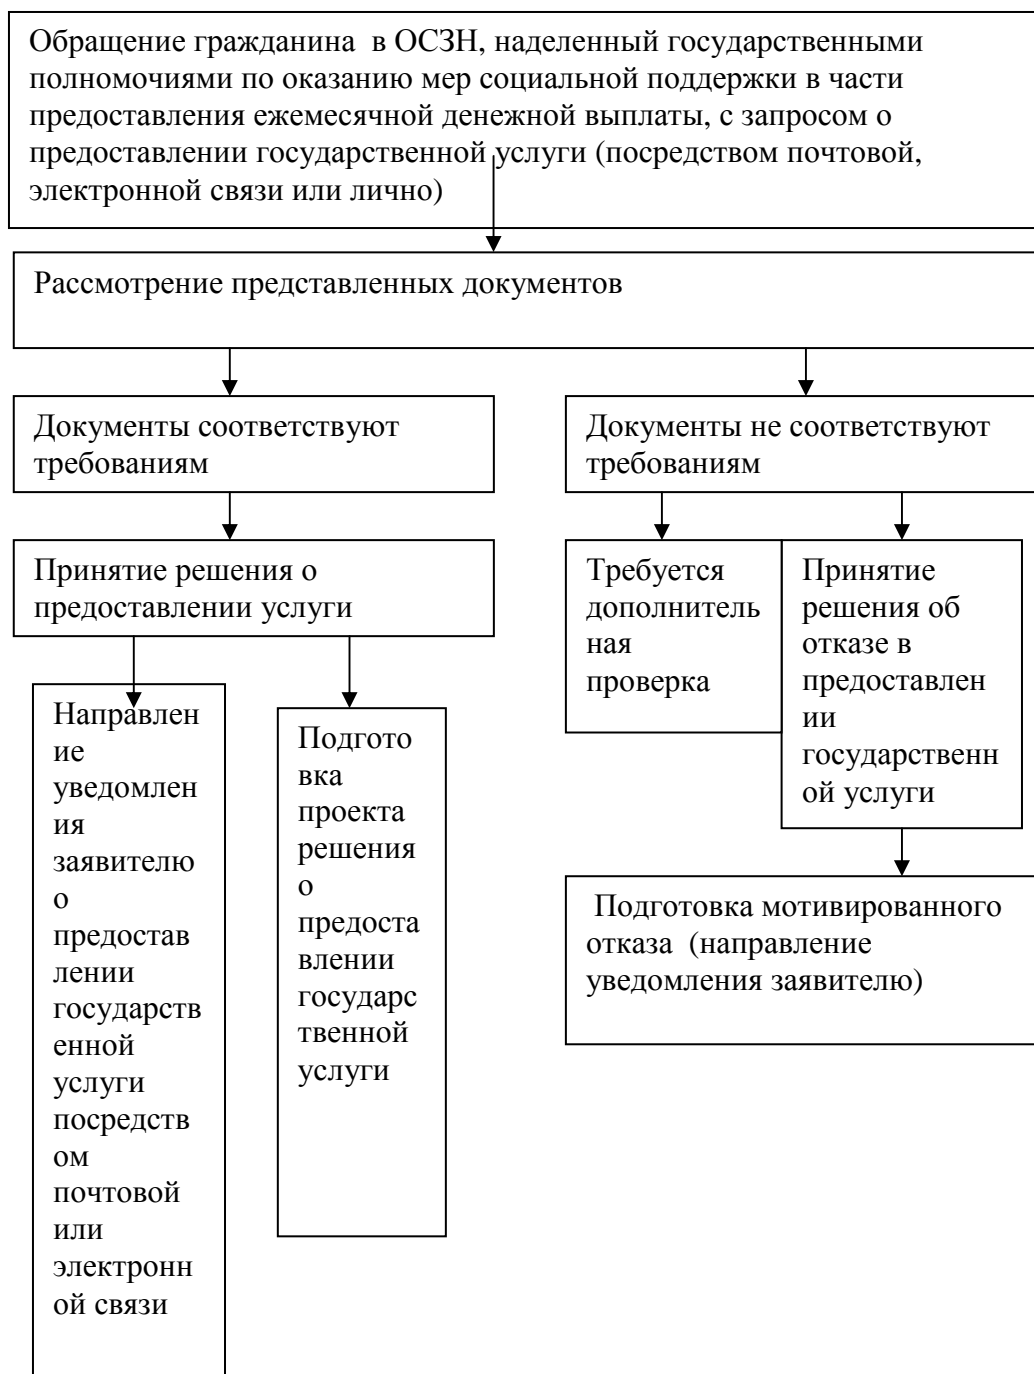 Обращение гражданина  в ОСЗН, наделенный государственными
полномочиями по оказанию мер социальной поддержки в части
предоставления ежемесячной денежной выплаты, с запросом о
предоставлении государственной услуги (посредством почтовой,
электронной связи или лично)
Рассмотрение представленных документов
Документы соответствуют
требованиям
Документы не соответствуют
требованиям
Принятие решения о
предоставлении услуги
Требуется
дополнитель
ная
проверка
Принятие
решения об
отказе в
предоставлен
ии
государственн
ой услуги
Направлен
ие
уведомлен
ия
заявителю
о
предостав
лении
государств
енной
услуги
посредств
ом
почтовой
или
электронн
ой связи
Подгото
вка
проекта
решения
о
предоста
влении
государс
твенной
услуги
Подготовка мотивированного
отказа  (направление
уведомления заявителю)